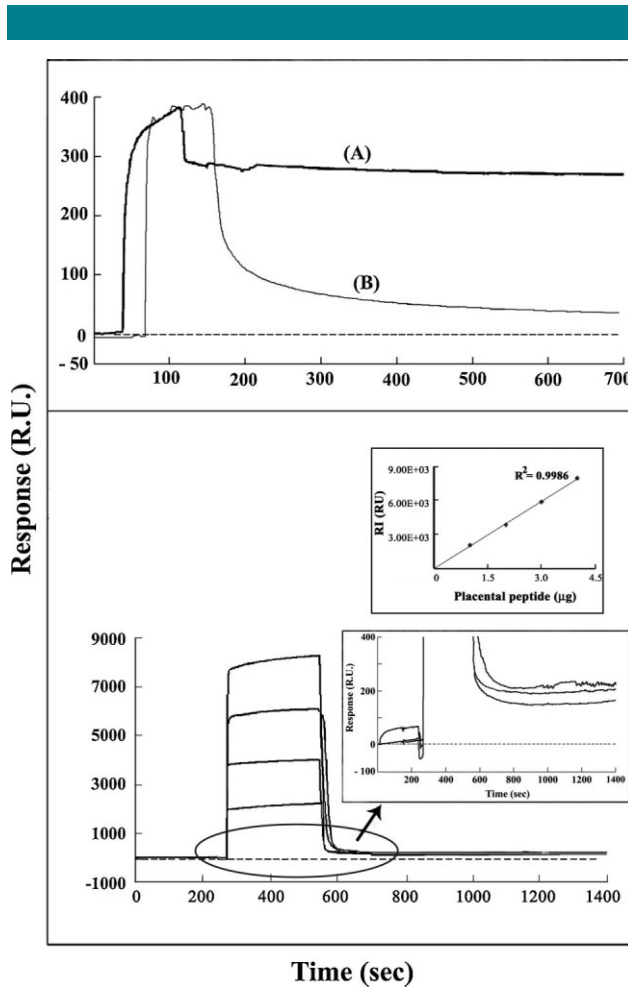 400
300
200
100
0
- 50
(A)
(B)
100 200 300 400 500 600 700
Response (R.U.)
9.00E+03
6.00E+03
3.00E+03
RI (RU)
R²= 0.9986
0 1.5 3.0 4.5
Placental peptide (µg)
9000
7000
5000
3000
1000
-1000
400
200
0
- 100
Response (R.U.)
200 400 600 800 1000 1200 1400
Time (sec)
0 200 400 600 800 1000 1200 1400
Time (sec)